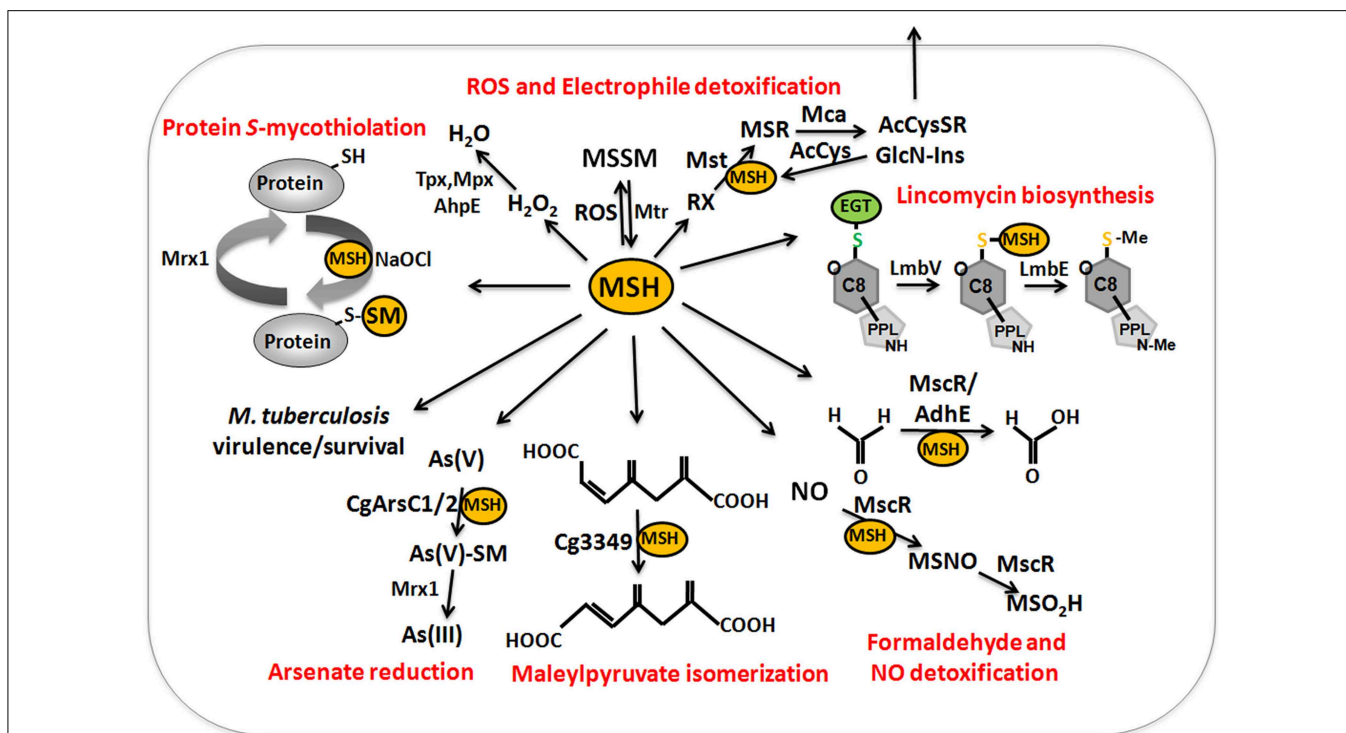 ROS and Electrophile detoxification
Protein S-mycothiolation
SH
Protein
Mrx1
MSH
NaOCl
S-
SM
Protein
H₂O
Tpx,Mpx
AhpE
H₂O₂
MSSM
ROS
Mtr
RX
Mst
MSH
MSR
Mca
AcCys
AcCysSR
GlcN-Ins
MSH
Lincomycin biosynthesis
EGT
S
O
C8
PPL
NH
LmbV
S
MSH
O
C8
PPL
NH
LmbE
S
-Me
O
C8
PPL
N-Me
M. tuberculosis
virulence/survival
As(V)
CgArsC1/2
MSH
As(V)-SM
Mrx1
As(III)
Arsenate reduction
HOOC
COOH
Cg3349
MSH
HOOC
COOH
Maleylpyruvate isomerization
H
H
O
MscR/
AdhE
MSH
H
OH
O
NO
MscR
MSH
MSNO
MscR
MSO₂H
Formaldehyde and
NO detoxification